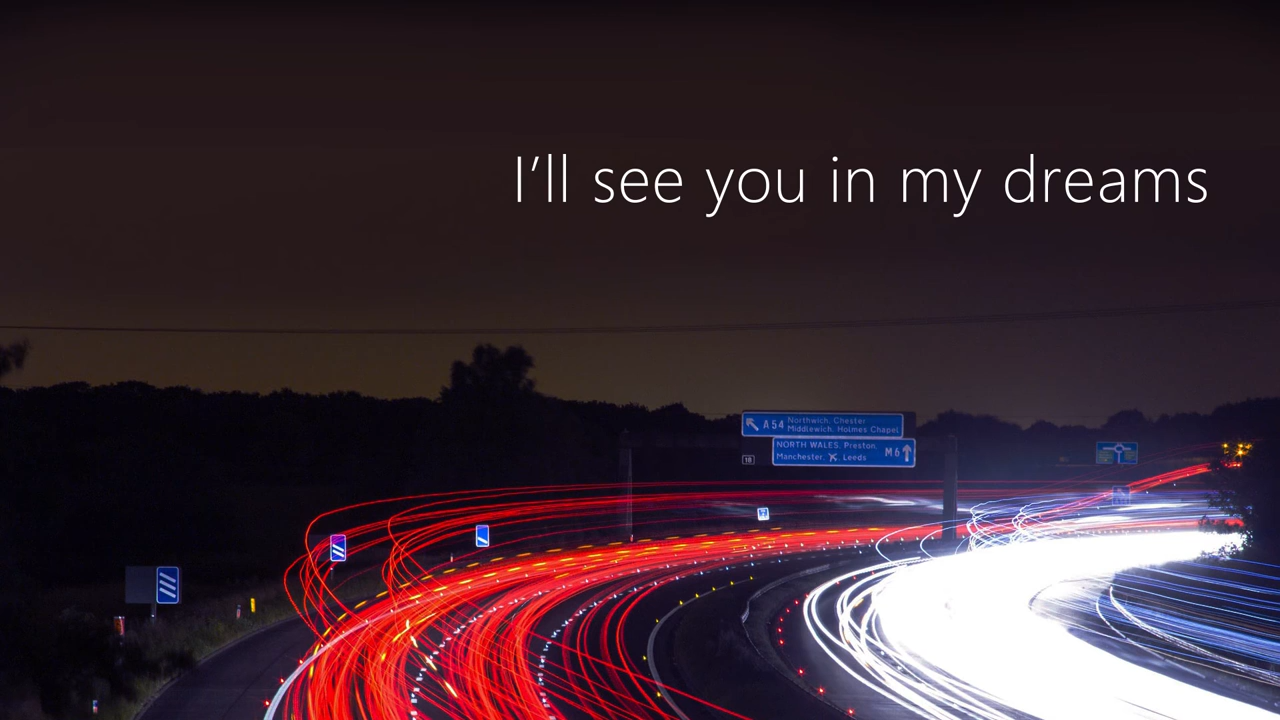 I’ll see you in my dreams
A54 Northwich, Chester
Middlewich, Holmes Chapel
NORTH WALES, Preston,
Manchester, Leeds M6
18